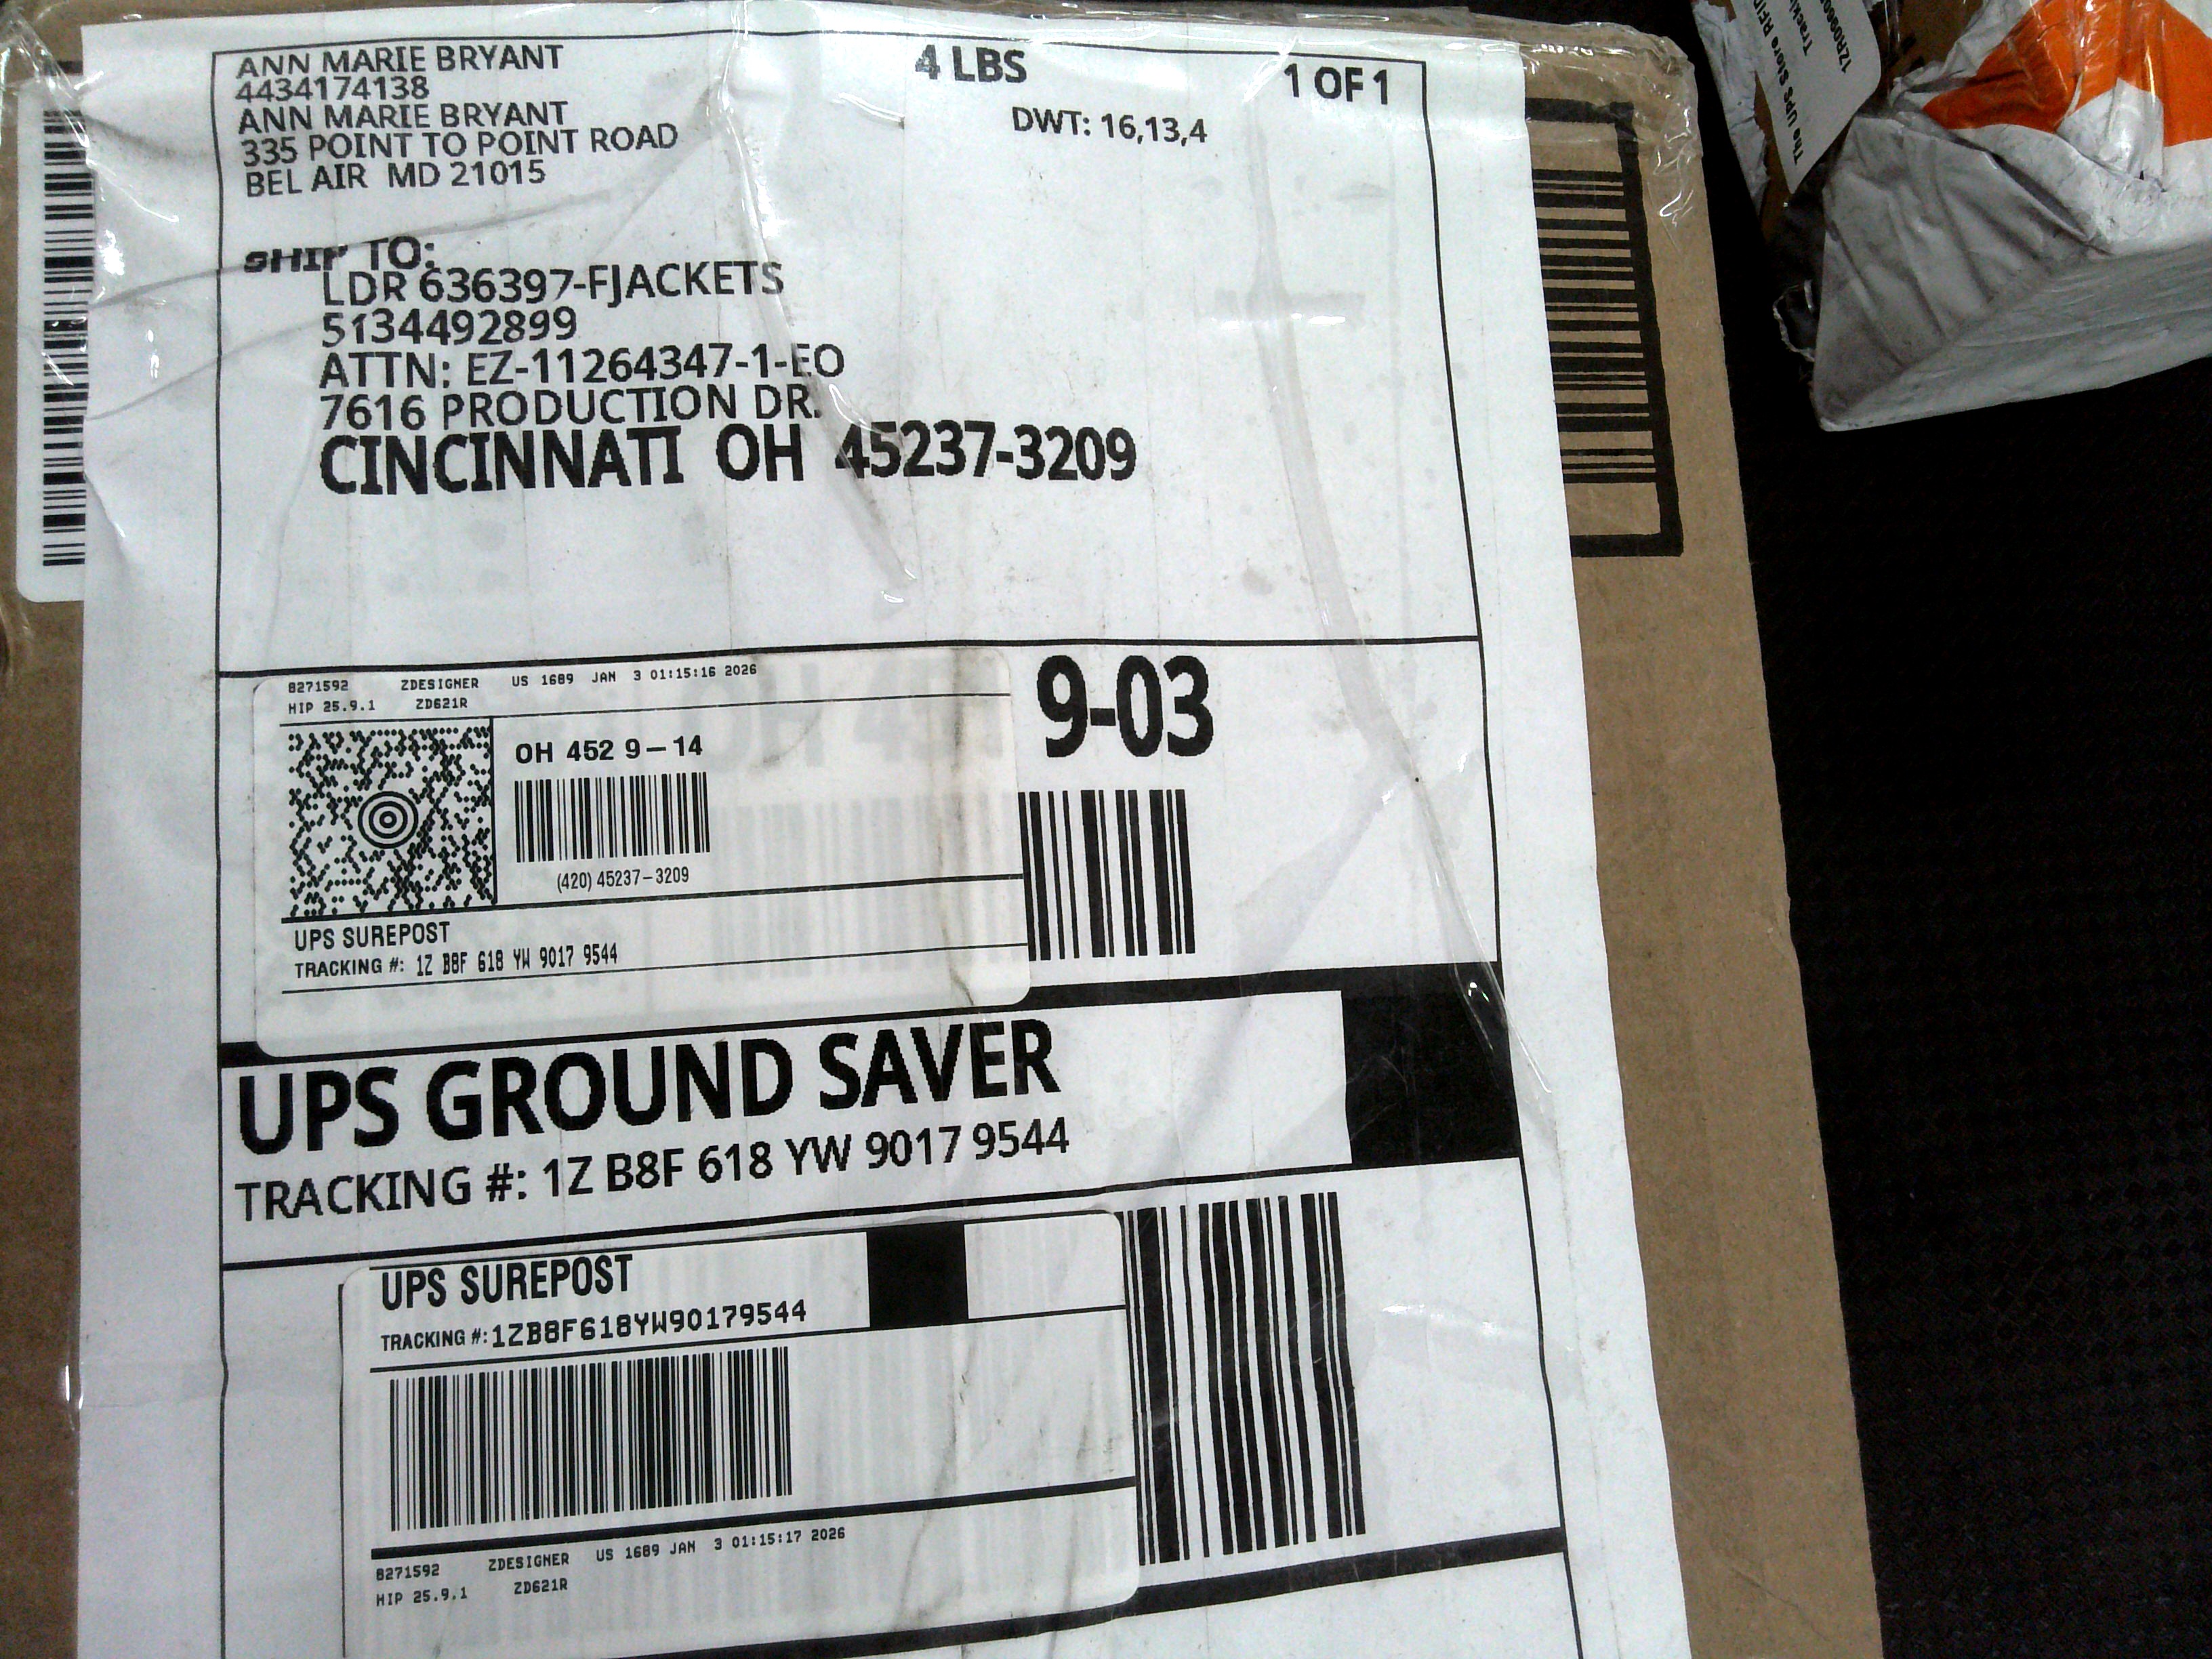 ANN MARIE BRYANT
4434174138
ANN MARIE BRYANT
335 POINT TO POINT ROAD
BEL AIR MD 21015
4 LBS
1 OF 1
DWT: 16,13,4
SHIP TO:
LDR 636397-FJACKETS
5134492899
ATTN: EZ-11264347-1-EO
7616 PRODUCTION DR.
CINCINNATI OH 45237-3209
8271592 ZDESIGNER US 1689 JAN 3 01:15:16 2026
HIP 25.9.1 ZD621R
OH 452 9-14
(420) 45237-3209
9-03
UPS SUREPOST
TRACKING #: 1Z B8F 618 YW 9017 9544
UPS GROUND SAVER
TRACKING #: 1Z B8F 618 YW 9017 9544
UPS SUREPOST
TRACKING #:1ZB8F618YW90179544
8271592 ZDESIGNER US 1689 JAN 3 01:15:17 2026
HIP 25.9.1 ZD621R
The UPS Store